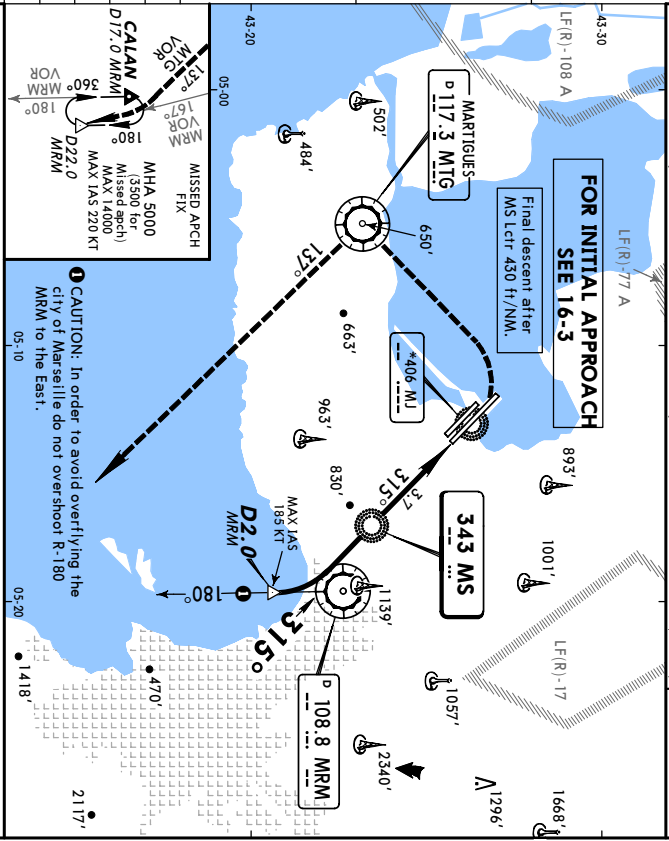 43-30
43-20
05-00
05-10
05-20
LF(R)-108 A
LF(R)-77 A
LF(R)-17
FOR INITIAL APPROACH
SEE 16-3
Final descent after
MS Lctr 430 ft/NM.
MARTIGUES
D 117.3 MTG
502'
484'
650'
137°
663'
*406 MJ
963'
830'
315°
3.7
343 MS
893'
1001'
MAX IAS
185 KT
D2.0
MRM
180°
1
1139'
315°
D 108.8 MRM
1057'
2340'
1296'
1668'
470'
1418'
2117'
1 CAUTION: In order to avoid overflying the
city of Marseille do not overshoot R-180
MRM to the East.
MISSED APCH
FIX
CALAN
D17.0 MRM
MTG
VOR
137°
167°
MRM
VOR
360°
180°
MRM
VOR
180°
D22.0
MRM
MHA 5000
(3500 for
Missed apch)
MAX 14000
MAX IAS 220 KT